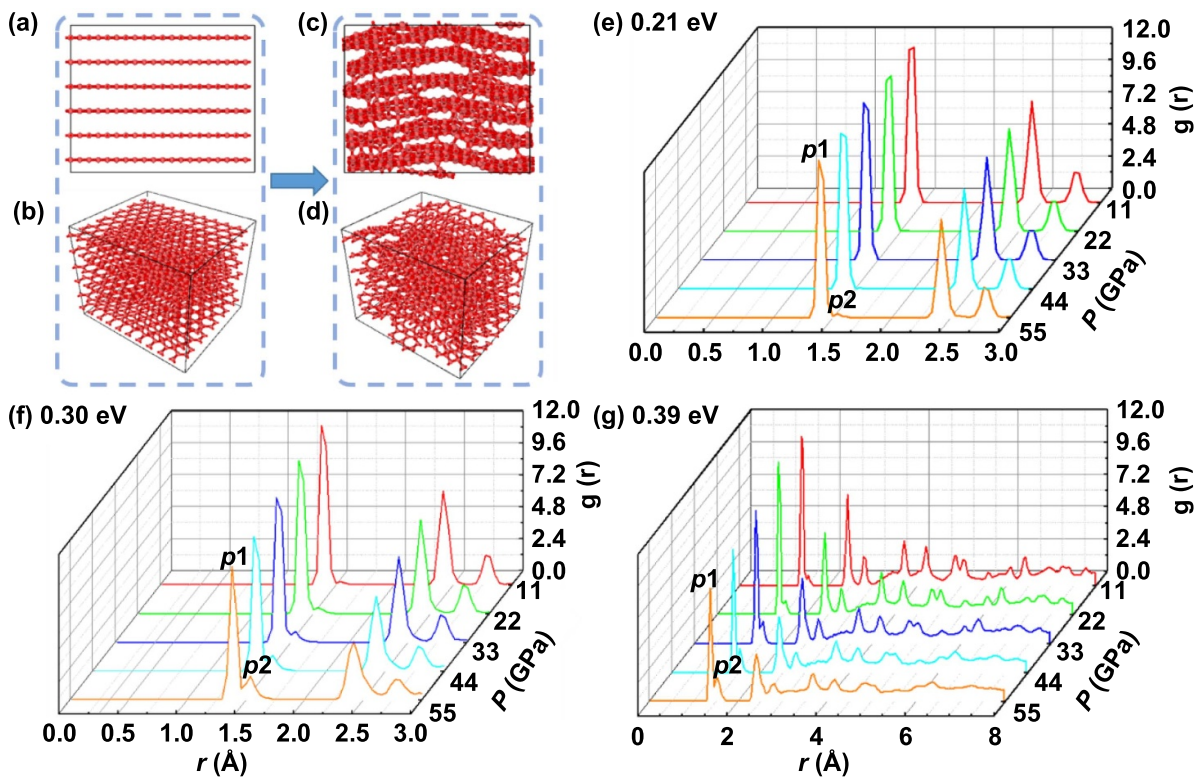 (a)
(c)
(b)
(d)
(e) 0.21 eV
12.0
9.6
7.2
4.8
2.4
0.0
g (r)
p1
p2
11
22
33
44
55
P (GPa)
0.0 0.5 1.0 1.5 2.0 2.5 3.0
(f) 0.30 eV
12.0
9.6
7.2
4.8
2.4
0.0
g (r)
p1
p2
11
22
33
44
55
P (GPa)
0.0 0.5 1.0 1.5 2.0 2.5 3.0
r (Å)
(g) 0.39 eV
12.0
9.6
7.2
4.8
2.4
0.0
g (r)
p1
p2
11
22
33
44
55
P (GPa)
0 2 4 6 8
r (Å)